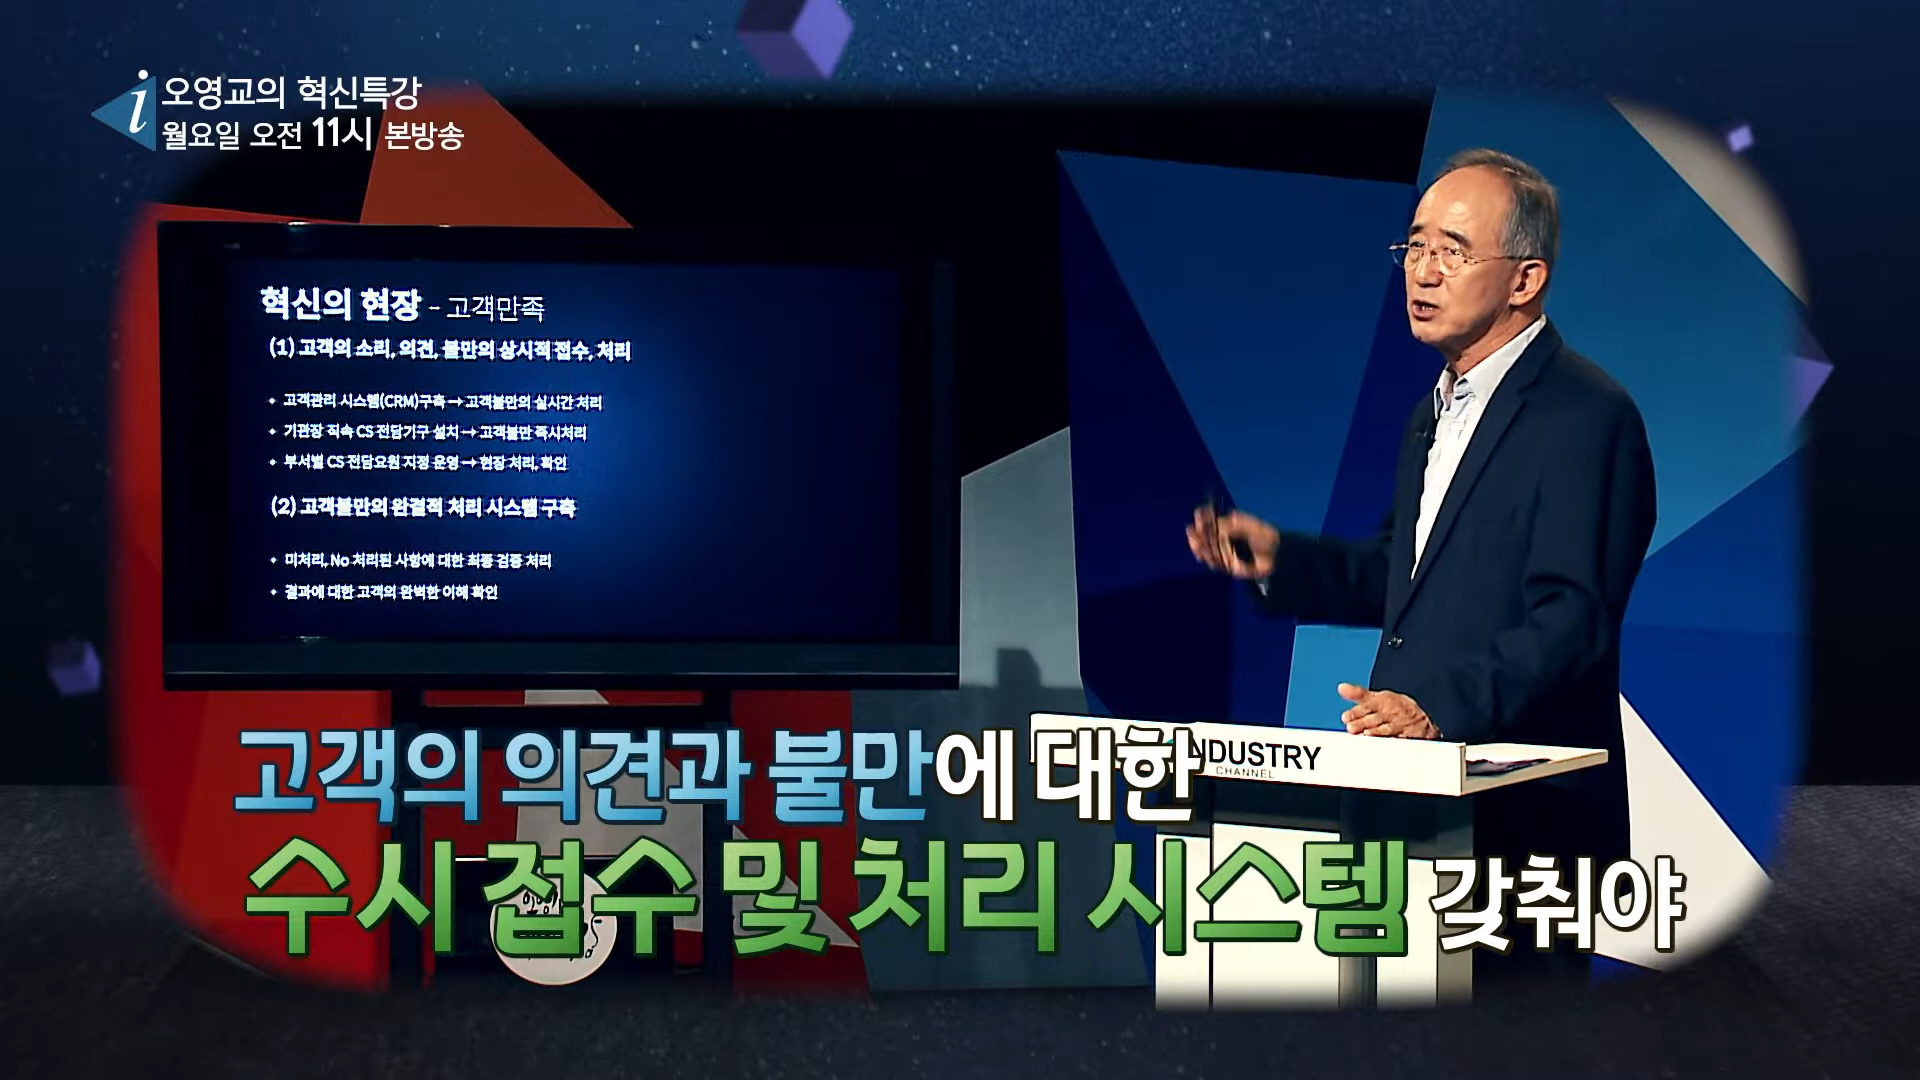 i
오영교의 혁신특강
월요일 오전 11시 본방송
혁신의 현장 - 고객만족
(1) 고객의 소리, 의견, 불만의 상시적 접수, 처리
• 고객관리 시스템(CRM)구축 → 고객불만의 실시간 처리
• 기관장 직속 CS 전담기구 설치 → 고객불만 즉시처리
• 부서별 CS 전담요원 지정 운영 → 현장 처리, 확인
(2) 고객불만의 완결적 처리 시스템 구축
• 미처리, No 처리된 사항에 대한 최종 검증 처리
• 결과에 대한 고객의 완벽한 이해 확인
NDUSTRY
CHANNEL
고객의 의견과 불만에 대한
수시 접수 및 처리 시스템 갖춰야